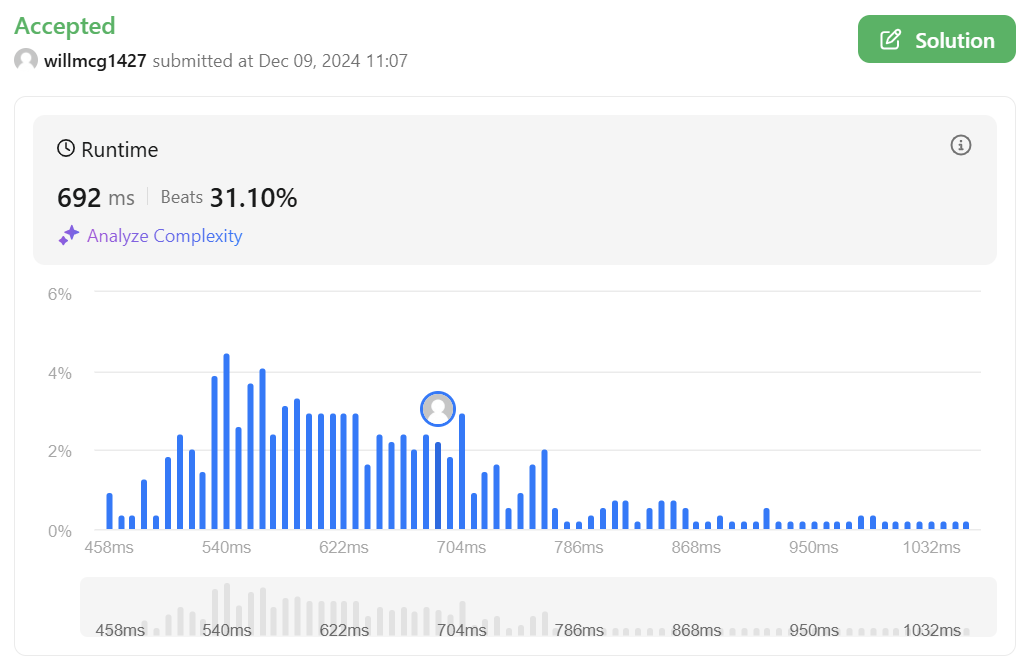 Accepted
willmcg1427 submitted at Dec 09, 2024 11:07
Solution
Runtime
692 ms Beats 31.10%
Analyze Complexity
6%
4%
2%
0%
458ms 540ms 622ms 704ms 786ms 868ms 950ms 1032ms
458ms 540ms 622ms 704ms 786ms 868ms 950ms 1032ms